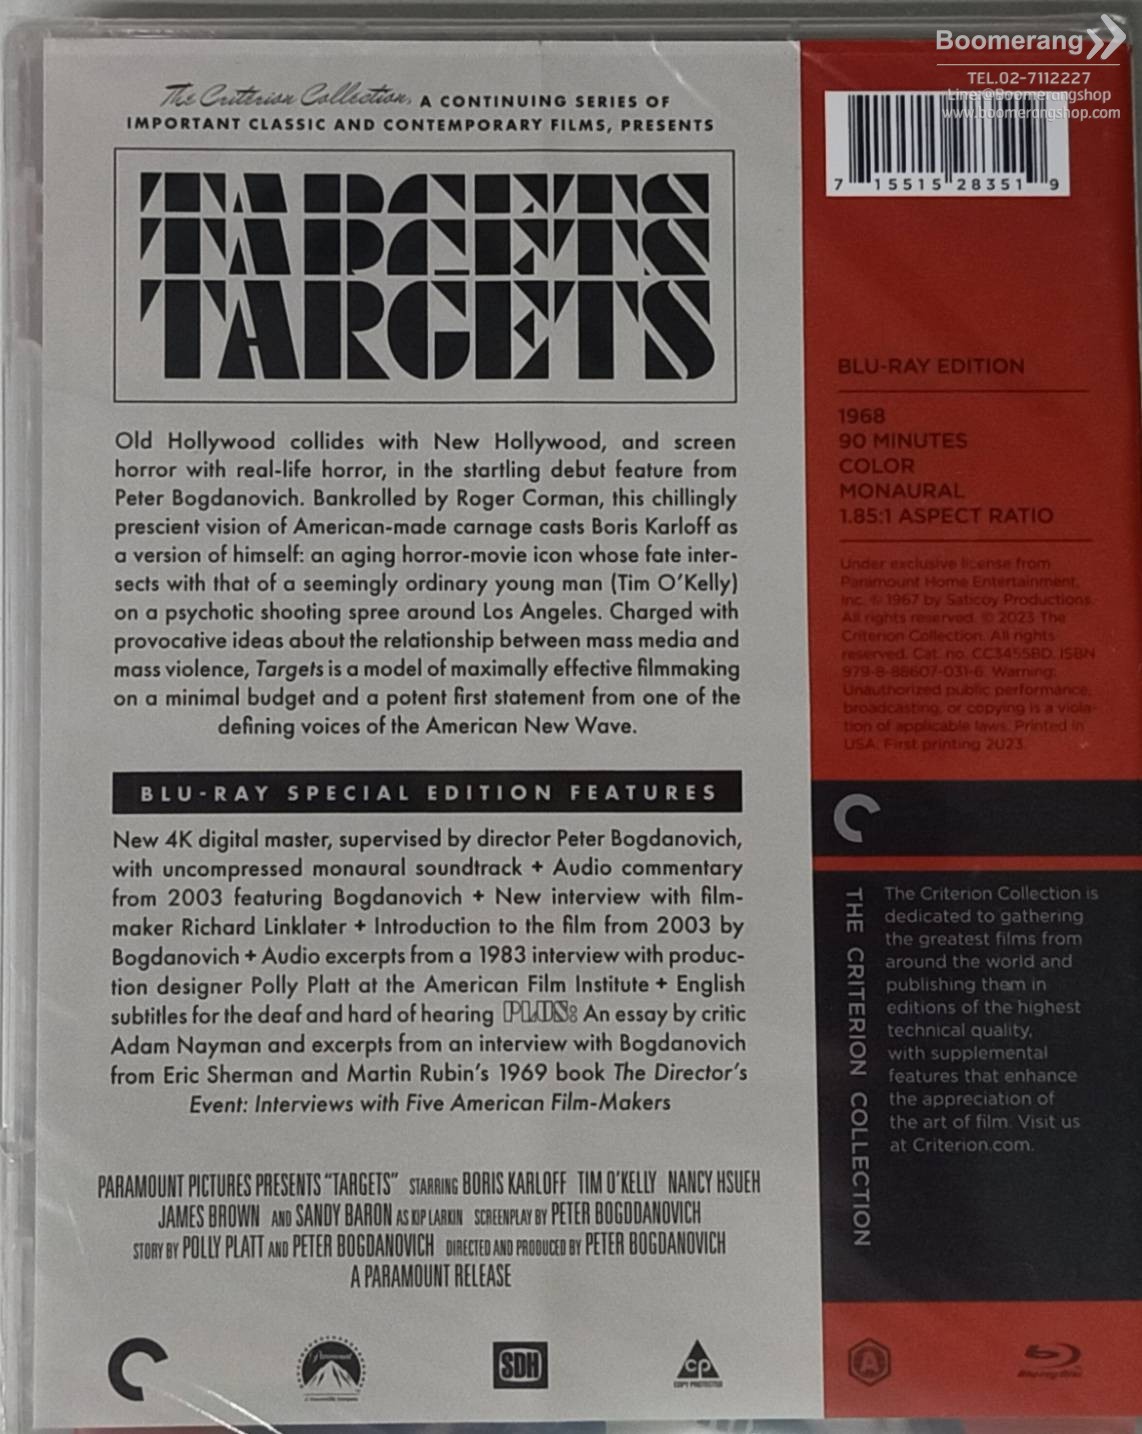 The Criterion Collection, A CONTINUING SERIES OF
IMPORTANT CLASSIC AND CONTEMPORARY FILMS, PRESENTS
TARGETS
TARGETS
TARGETS
Old Hollywood collides with New Hollywood, and screen
horror with real-life horror, in the startling debut feature from
Peter Bogdanovich. Bankrolled by Roger Corman, this chillingly
prescient vision of American-made carnage casts Boris Karloff as
a version of himself: an aging horror-movie icon whose fate inter-
sects with that of a seemingly ordinary young man (Tim O'Kelly)
on a psychotic shooting spree around Los Angeles. Charged with
provocative ideas about the relationship between mass media and
mass violence, Targets is a model of maximally effective filmmaking
on a minimal budget and a potent first statement from one of the
defining voices of the American New Wave.
BLU-RAY SPECIAL EDITION FEATURES
New 4K digital master, supervised by director Peter Bogdanovich,
with uncompressed monaural soundtrack + Audio commentary
from 2003 featuring Bogdanovich + New interview with film-
maker Richard Linklater + Introduction to the film from 2003 by
Bogdanovich + Audio excerpts from a 1983 interview with produc-
tion designer Polly Platt at the American Film Institute + English
subtitles for the deaf and hard of hearing PLUS: An essay by critic
Adam Nayman and excerpts from an interview with Bogdanovich
from Eric Sherman and Martin Rubin's 1969 book The Director's
Event: Interviews with Five American Film-Makers
PARAMOUNT PICTURES PRESENTS "TARGETS" STARRING BORIS KARLOFF TIM O'KELLY NANCY HSUEH
JAMES BROWN AND SANDY BARON AS KIP LARKIN SCREENPLAY BY PETER BOGDDANOVICH
STORY BY POLLY PLATT AND PETER BOGDANOVICH DIRECTED AND PRODUCED BY PETER BOGDANOVICH
A PARAMOUNT RELEASE
Paramount
SDH
CP
COPY PROTECTED
Boomerang
TEL.02-7112227
Line:@Boomerangshop
www.boomerangshop.com
7 15515 28351 9
BLU-RAY EDITION
1968
90 MINUTES
COLOR
MONAURAL
1.85:1 ASPECT RATIO
Under exclusive license from
Paramount Home Entertainment,
Inc. © 1967 by Saticoy Productions.
All rights reserved. © 2023 The
Criterion Collection. All rights
reserved. Cat. no. CC3455BD. ISBN
979-8-88607-031-6. Warning:
Unauthorized public performance,
broadcasting, or copying is a viola-
tion of applicable laws. Printed in
USA. First printing 2023.
THE CRITERION COLLECTION
The Criterion Collection is
dedicated to gathering
the greatest films from
around the world and
publishing them in
editions of the highest
technical quality,
with supplemental
features that enhance
the appreciation of
the art of film. Visit us
at Criterion.com.
A
Blu-ray Disc